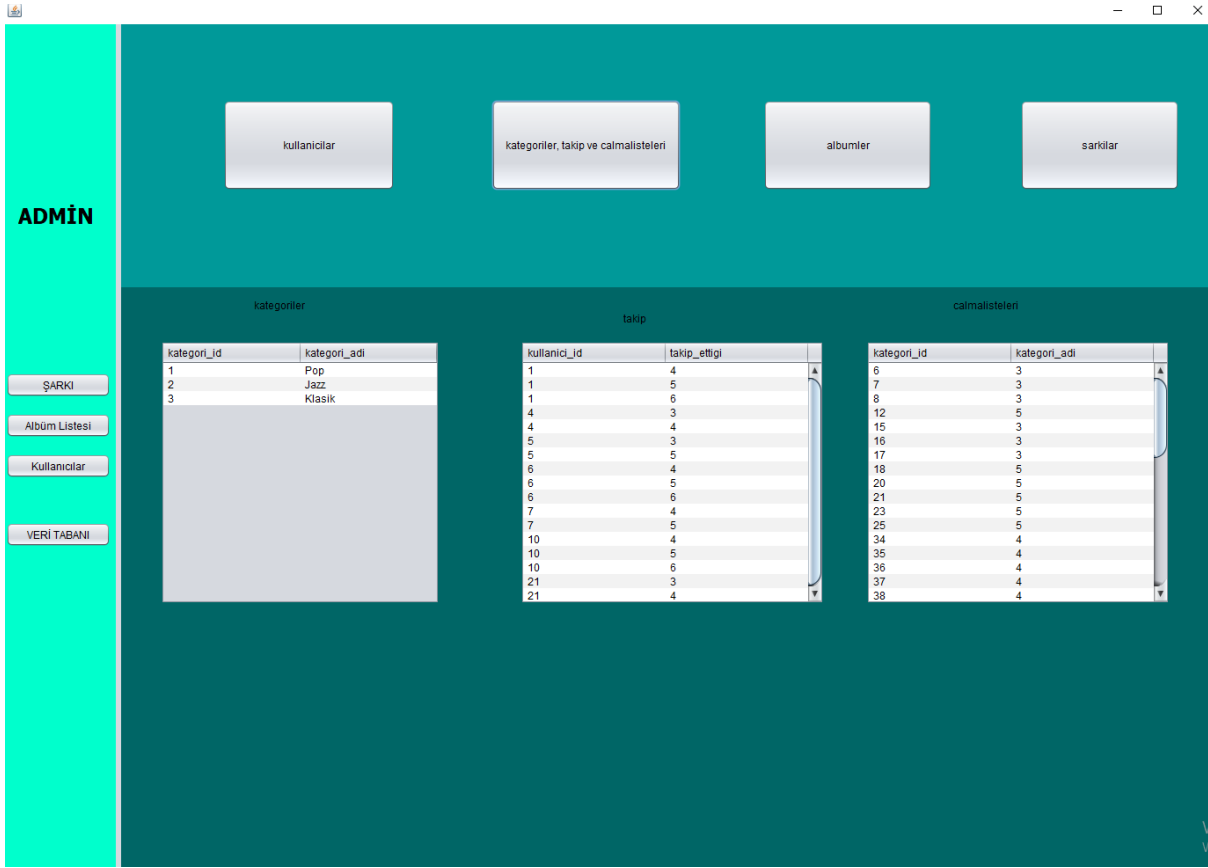 kullanicilar
kategoriler, takip ve calmalisteleri
albumler
sarkilar
ADMİN
ŞARKI
Albüm Listesi
Kullanıcılar
VERİ TABANI
kategoriler
kategori_id kategori_adi
1 Pop
2 Jazz
3 Klasik
takip
kullanici_id takip_ettigi
1 4
1 5
1 6
4 3
4 4
5 3
5 5
6 4
6 5
6 6
7 4
7 5
10 4
10 5
10 6
21 3
21 4
calmalisteleri
kategori_id kategori_adi
6 3
7 3
8 3
12 5
15 3
16 3
17 3
18 5
20 5
21 5
23 5
25 5
34 4
35 4
36 4
37 4
38 4